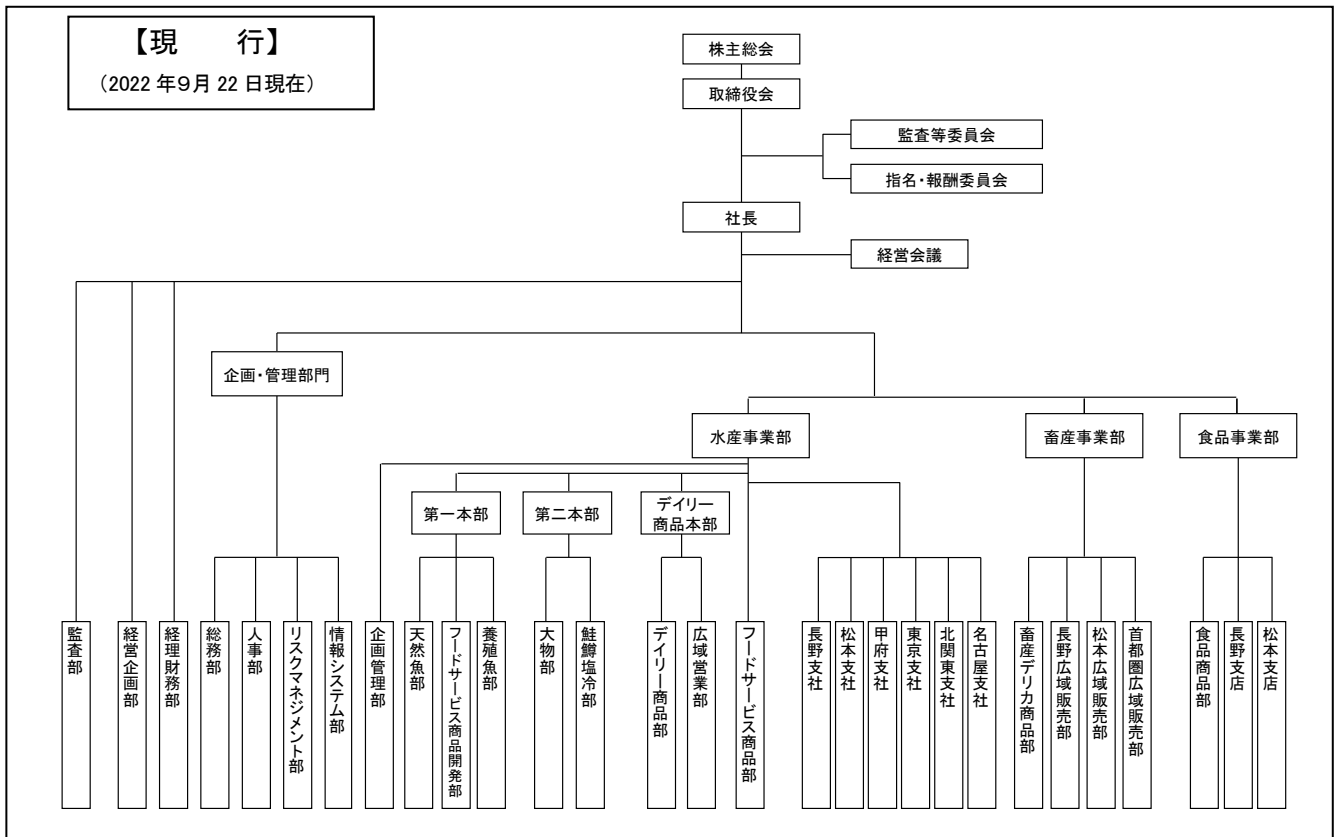 【現　　行】
（2022 年９月 22 日現在）
株主総会
取締役会
監査等委員会
指名・報酬委員会
社長
経営会議
企画・管理部門
水産事業部
畜産事業部
食品事業部
第一本部
第二本部
デイリー
商品本部
監査部
経営企画部
経理財務部
総務部
人事部
リスクマネジメント部
情報システム部
企画管理部
天然魚部
フードサービス商品開発部
養殖魚部
大物部
鮭鱒塩冷部
デイリー商品部
広域営業部
フードサービス商品部
長野支社
松本支社
甲府支社
東京支社
北関東支社
名古屋支社
畜産デリカ商品部
長野広域販売部
松本広域販売部
首都圏広域販売部
食品商品部
長野支店
松本支店